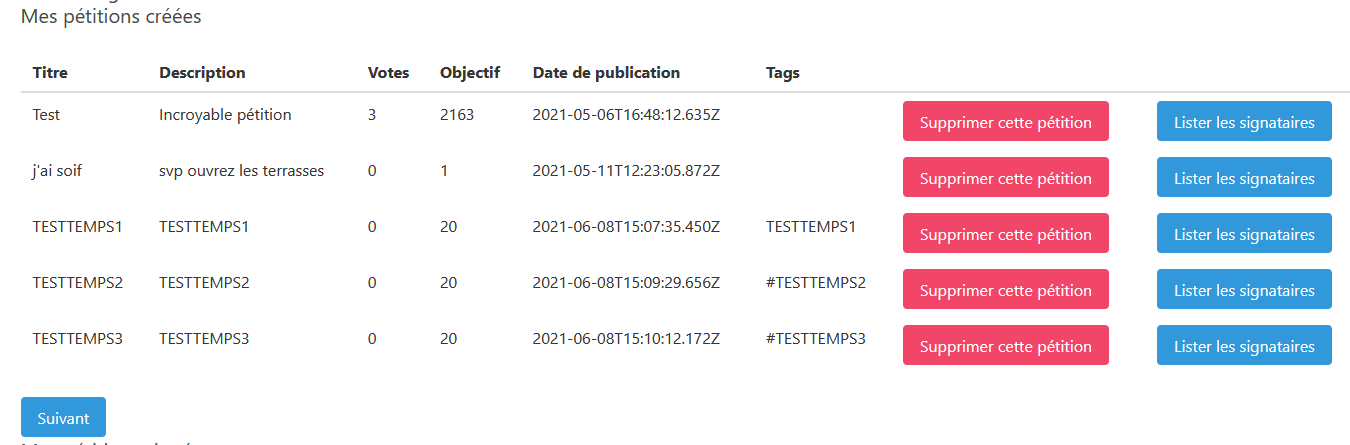 Mes pétitions créées
Titre Description Votes Objectif Date de publication Tags
Test Incroyable pétition 3 2163 2021-05-06T16:48:12.635Z Supprimer cette pétition Lister les signataires
j'ai soif svp ouvrez les terrasses 0 1 2021-05-11T12:23:05.872Z Supprimer cette pétition Lister les signataires
TESTTEMPS1 TESTTEMPS1 0 20 2021-06-08T15:07:35.450Z TESTTEMPS1 Supprimer cette pétition Lister les signataires
TESTTEMPS2 TESTTEMPS2 0 20 2021-06-08T15:09:29.656Z #TESTTEMPS2 Supprimer cette pétition Lister les signataires
TESTTEMPS3 TESTTEMPS3 0 20 2021-06-08T15:10:12.172Z #TESTTEMPS3 Supprimer cette pétition Lister les signataires
Suivant